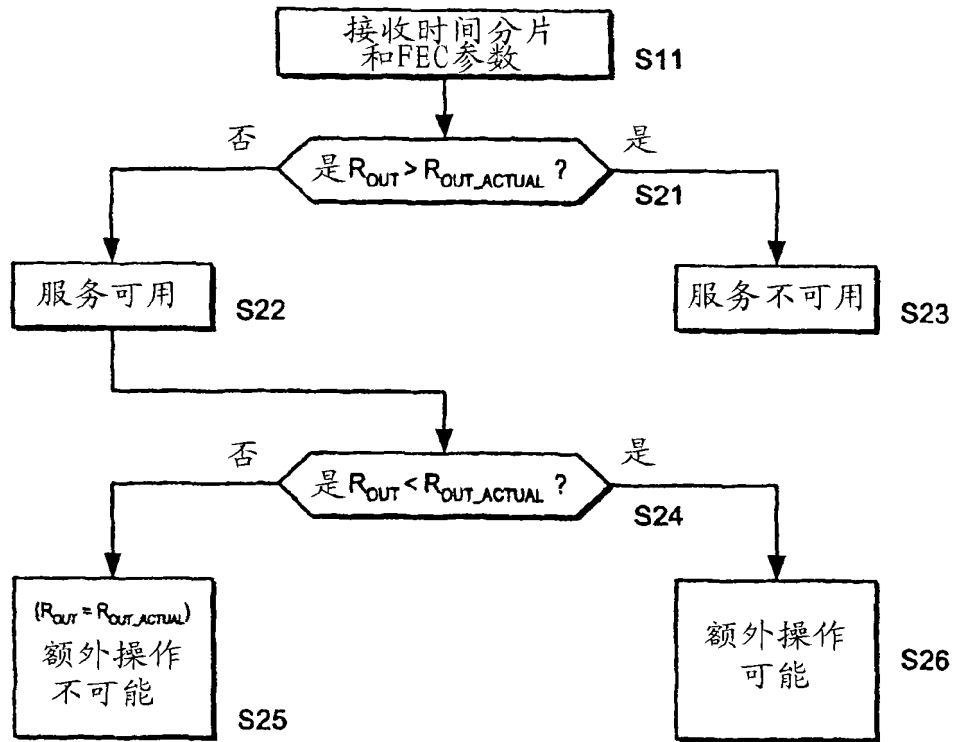 接收时间分片
和FEC参数
S11
否
是
是 R_OUT > R_OUT_ACTUAL ?
S21
服务可用
S22
服务不可用
S23
否
是
是 R_OUT < R_OUT_ACTUAL ?
S24
(R_OUT = R_OUT_ACTUAL)
额外操作
不可能
S25
额外操作
可能
S26